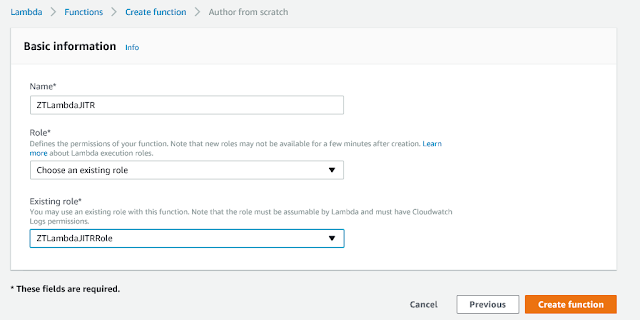 Lambda > Functions > Create function > Author from scratch
Basic information Info
Name*
ZTLambdaJITR
Role*
Defines the permissions of your function. Note that new roles may not be available for a few minutes after creation. Learn
more about Lambda execution roles.
Choose an existing role
Existing role*
You may use an existing role with this function. Note that the role must be assumable by Lambda and must have Cloudwatch
Logs permissions.
ZTLambdaJITRRole
* These fields are required.
Cancel Previous Create function